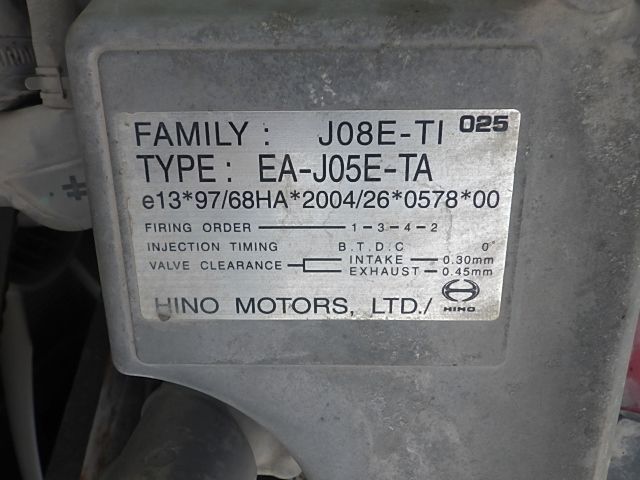 FAMILY : J08E-TI 025
TYPE : EA-J05E-TA
e13*97/68HA*2004/26*0578*00
FIRING ORDER 1-3-4-2
INJECTION TIMING B.T.D.C 0°
VALVE CLEARANCE INTAKE 0.30mm
EXHAUST 0.45mm
HINO MOTORS, LTD./ HINO